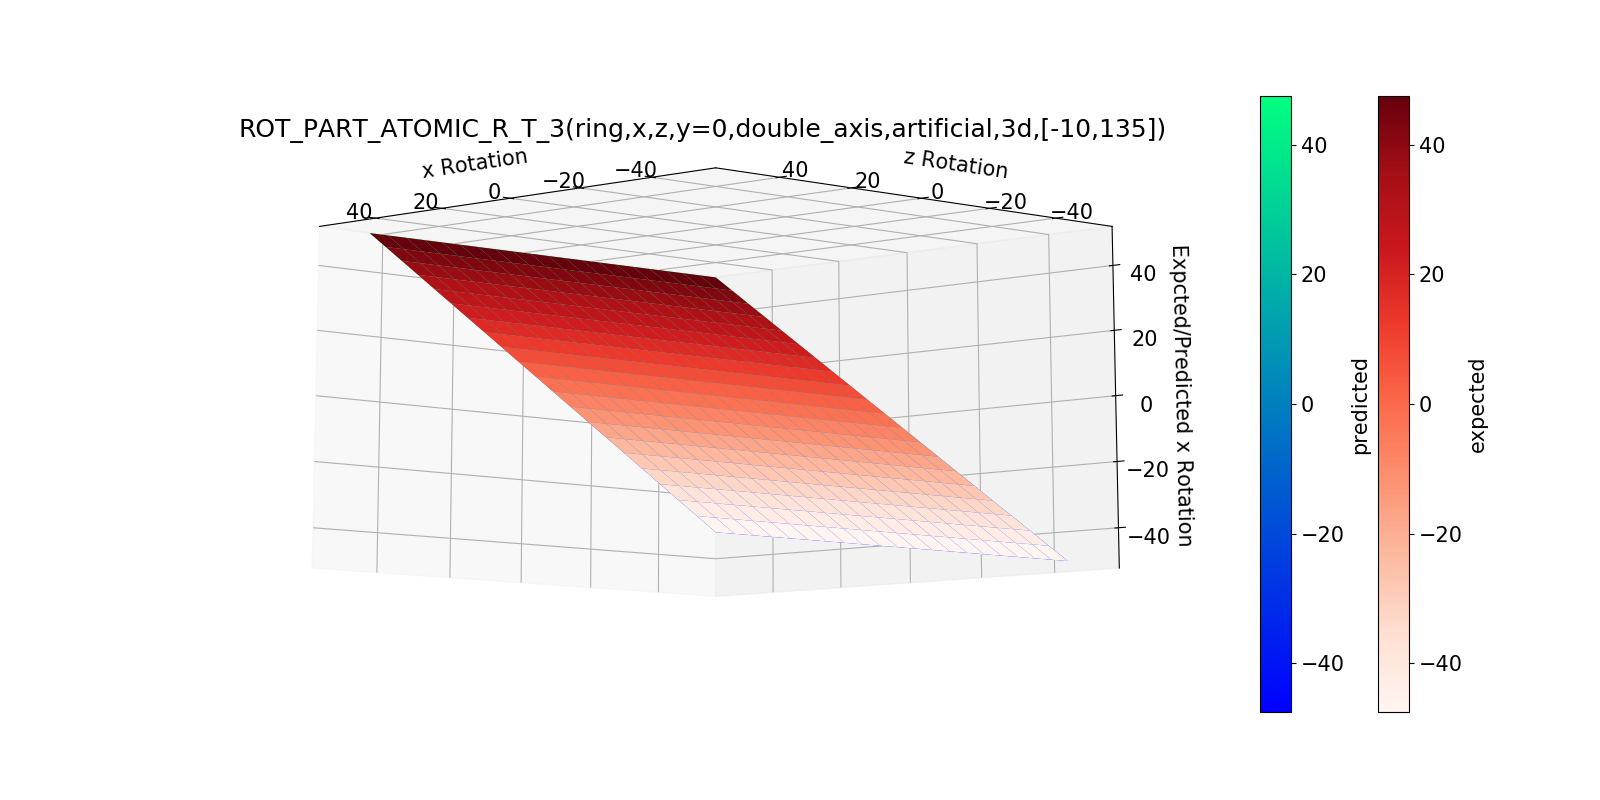 ROT_PART_ATOMIC_R_T_3(ring,x,z,y=0,double_axis,artificial,3d,[-10,135])
x Rotation
z Rotation
40 20 0 −20 −40
40 20 0 −20 −40
Expcted/Predicted x Rotation
40
20
0
−20
−40
40
20
0
−20
−40
predicted
40
20
0
−20
−40
expected